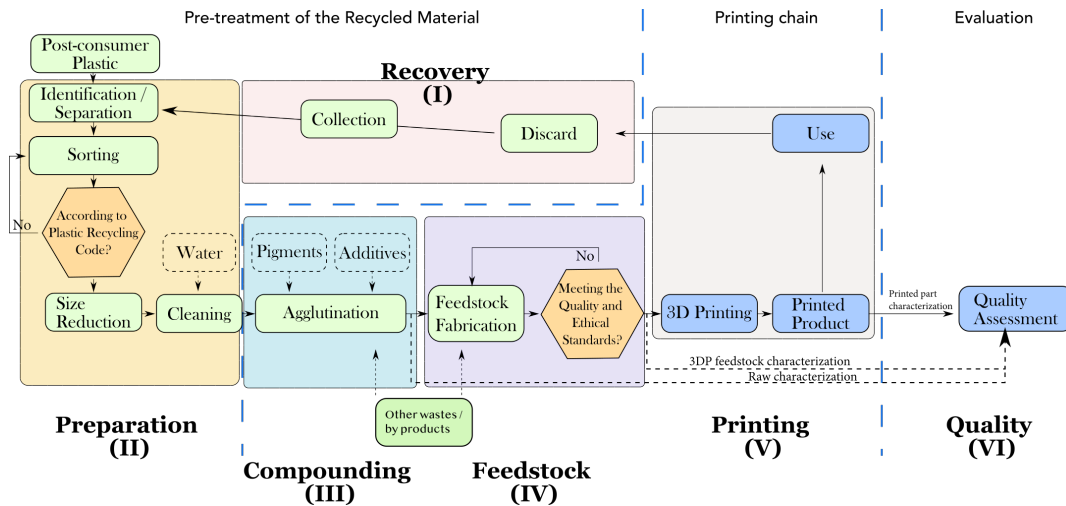 Pre-treatment of the Recycled Material
Printing chain
Evaluation
Post-consumer
Plastic
Recovery
(I)
Identification /
Separation
Collection
Discard
Use
Sorting
No
According to
Plastic Recycling
Code?
Water
Pigments
Additives
No
Size
Reduction
Cleaning
Agglutination
Feedstock
Fabrication
Meeting the
Quality and
Ethical
Standards?
3D Printing
Printed
Product
Printed part
characterization
Quality
Assessment
3DP feedstock characterization
Raw characterization
Other wastes /
by products
Preparation
(II)
Compounding
(III)
Feedstock
(IV)
Printing
(V)
Quality
(VI)